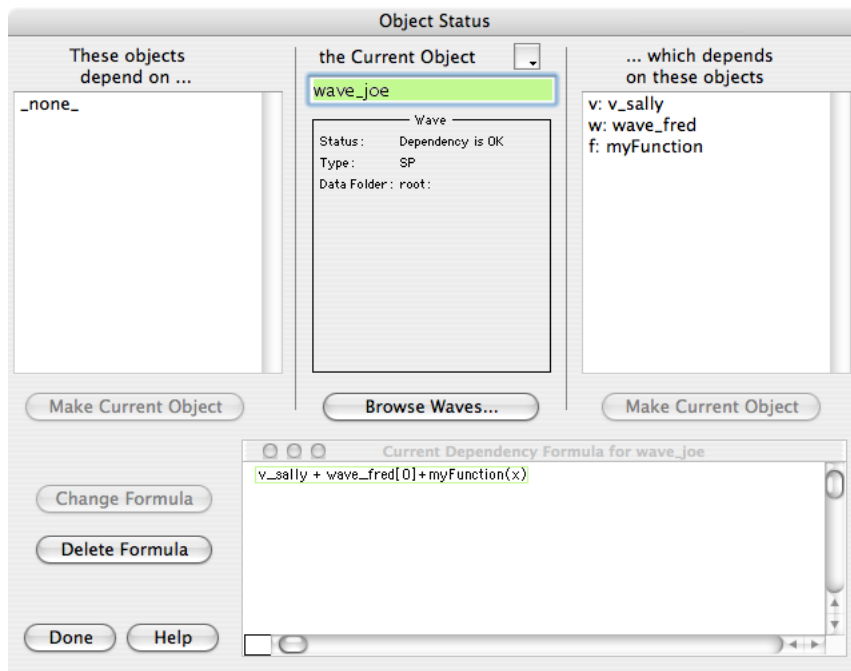 Object Status
These objects
depend on ...
_none_
Make Current Object
the Current Object
wave_joe
Wave
Status: Dependency is OK
Type: SP
Data Folder: root:
Browse Waves...
... which depends
on these objects
v: v_sally
w: wave_fred
f: myFunction
Make Current Object
Change Formula
Delete Formula
Done
Help
Current Dependency Formula for wave_joe
v_sally + wave_fred[0]+myFunction(x)